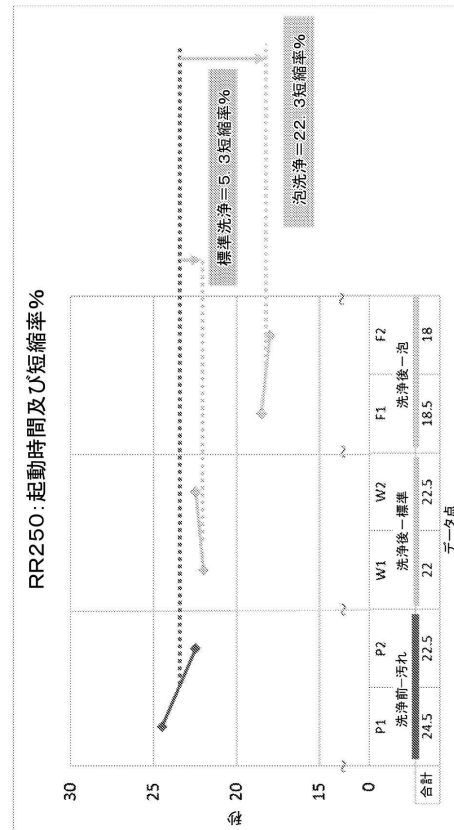 RR250:起動時間及び短縮率%
30
25
20
15
0
秒
標準洗浄=5.3短縮率%
泡洗浄=22.3短縮率%
P1 P2 W1 W2 F1 F2
洗浄前-汚れ 洗浄後-標準 洗浄後-泡
合計 24.5 22.5 22 22.5 18.5 18
データ点